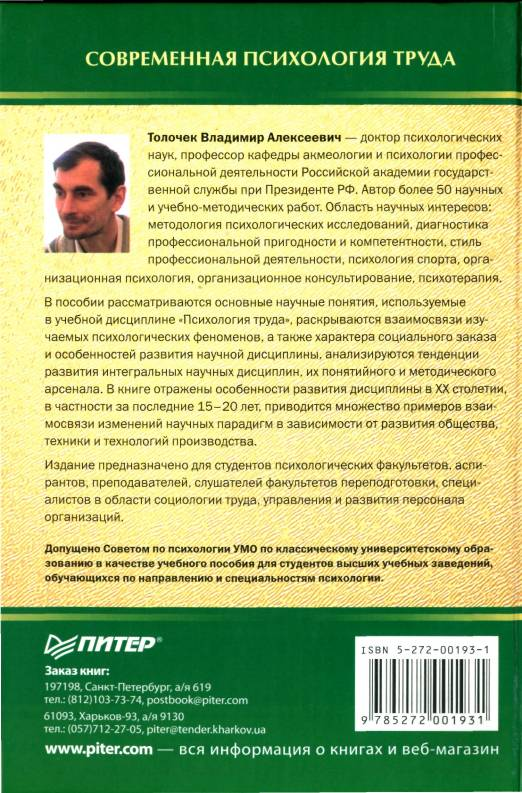 СОВРЕМЕННАЯ ПСИХОЛОГИЯ ТРУДА
Толочек Владимир Алексеевич — доктор психологических
наук, профессор кафедры акмеологии и психологии профес-
сиональной деятельности Российской академии государст-
венной службы при Президенте РФ. Автор более 50 научных
и учебно-методических работ. Область научных интересов:
методология психологических исследований, диагностика
профессиональной пригодности и компетентности, стиль
профессиональной деятельности, психология спорта, орга-
низационная психология, организационное консультирование, психотерапия.
В пособии рассматриваются основные научные понятия, используемые
в учебной дисциплине «Психология труда», раскрываются взаимосвязи изу-
чаемых психологических феноменов, а также характера социального заказа
и особенностей развития научной дисциплины, анализируются тенденции
развития интегральных научных дисциплин, их понятийного и методического
арсенала. В книге отражены особенности развития дисциплины в XX столетии,
в частности за последние 15–20 лет, приводится множество примеров взаи-
мосвязи изменений научных парадигм в зависимости от развития общества,
техники и технологий производства.
Издание предназначено для студентов психологических факультетов. аспи-
рантов, преподавателей, слушателей факультетов переподготовки, специ-
алистов в области социологии труда, управления и развития персонала
организаций.
Допущено Советом по психологии УМО по классическому университетскому обра-
зованию в качестве учебного пособия для студентов высших учебных заведений,
обучающихся по направлению и специальностям психологии.
ПИТЕР®
Заказ книг:
197198, Санкт-Петербург, а/я 619
тел.: (812)103-73-74, postbook@piter.com
61093, Харьков-93, а/я 9130
тел.: (057)712-27-05, piter@tender.kharkov.ua
www.piter.com — вся информация о книгах и веб-магазин
ISBN 5-272-00193-1
9 785272 001931